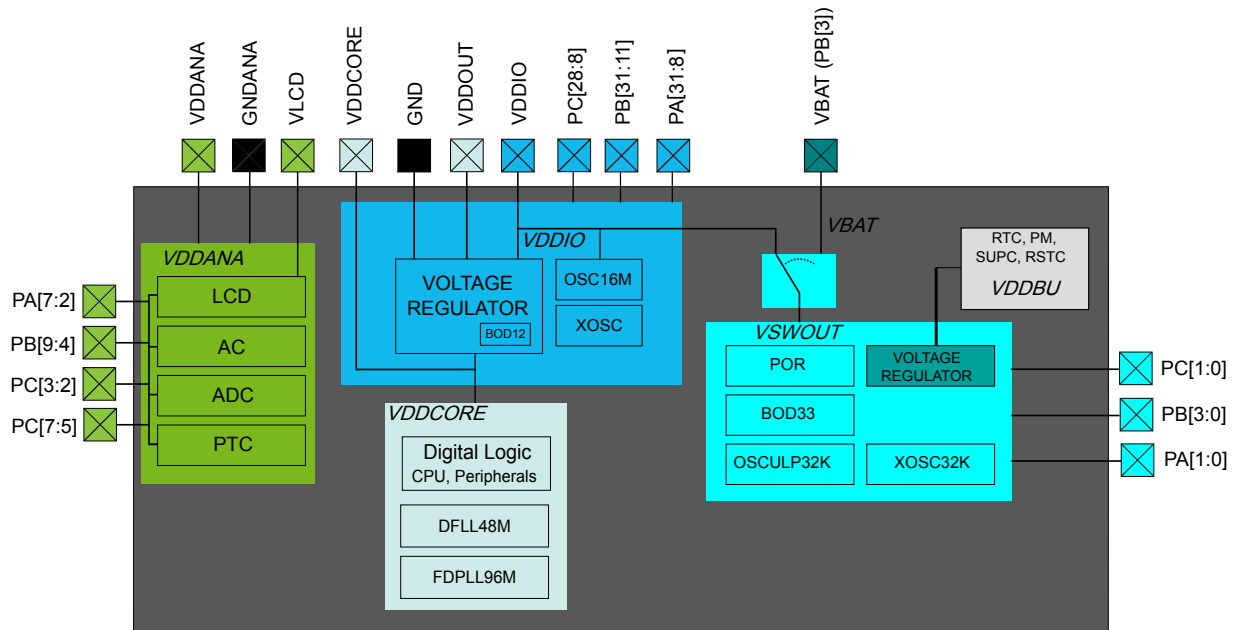 VDDANA
GNDANA
VLCD
VDDCORE
GND
VDDOUT
VDDIO
PC[28:8]
PB[31:11]
PA[31:8]
VBAT (PB[3])
VDDANA
LCD
AC
ADC
PTC
PA[7:2]
PB[9:4]
PC[3:2]
PC[7:5]
VDDIO
VOLTAGE
REGULATOR
BOD12
OSC16M
XOSC
VDDCORE
Digital Logic
CPU, Peripherals
DFLL48M
FDPLL96M
VBAT
RTC, PM,
SUPC, RSTC
VDDBU
VSWOUT
POR
VOLTAGE
REGULATOR
BOD33
OSCULP32K
XOSC32K
PC[1:0]
PB[3:0]
PA[1:0]